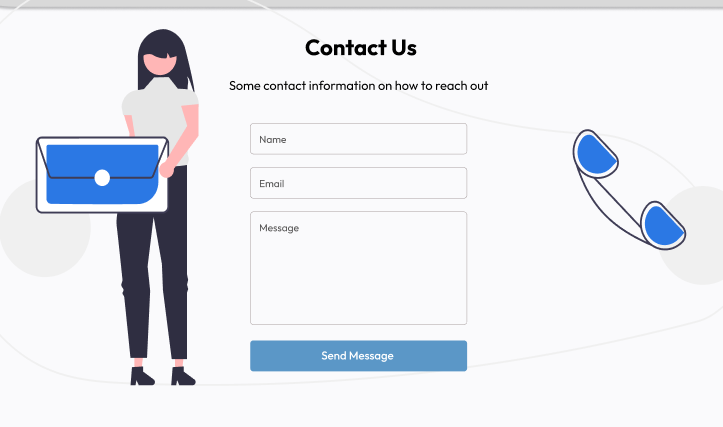 Contact Us
Some contact information on how to reach out
Name
Email
Message
Send Message